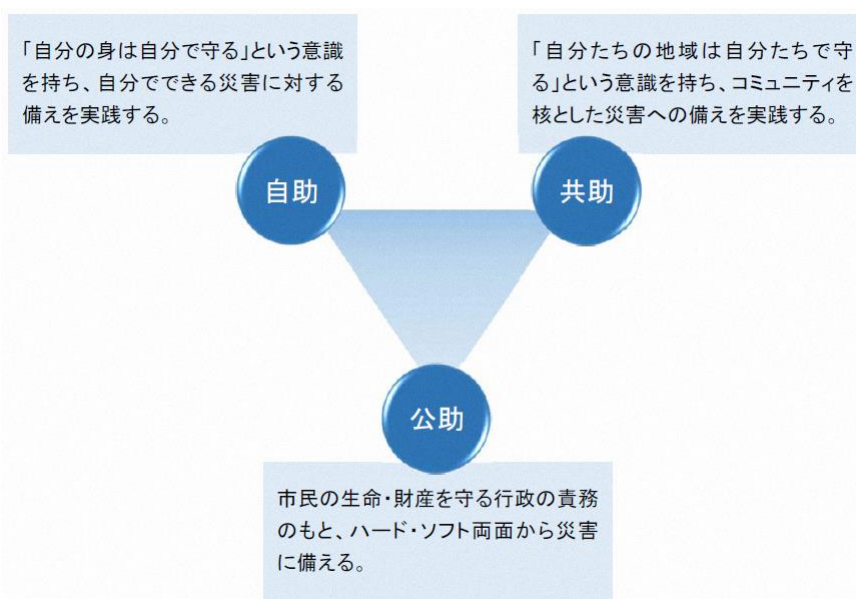 「自分の身は自分で守る」という意識
を持ち、自分でできる災害に対する
備えを実践する。
「自分たちの地域は自分たちで守
る」という意識を持ち、コミュニティを
核とした災害への備えを実践する。
自助
共助
公助
市民の生命・財産を守る行政の責務
のもと、ハード・ソフト両面から災害
に備える。